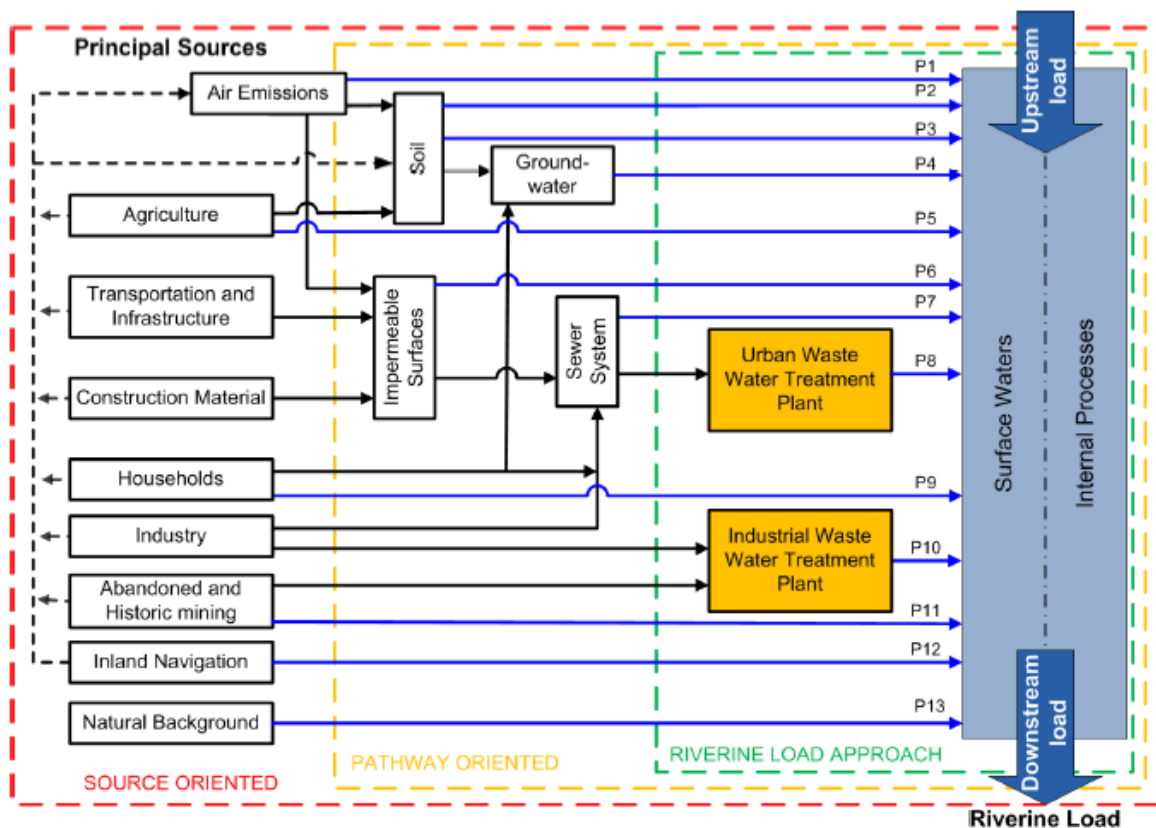 Principal Sources
Air Emissions
Agriculture
Transportation and
Infrastructure
Construction Material
Households
Industry
Abandoned and
Historic mining
Inland Navigation
Natural Background
SOURCE ORIENTED
Soil
Impermeable
Surfaces
Ground-
water
Sewer
System
PATHWAY ORIENTED
Urban Waste
Water Treatment
Plant
Industrial Waste
Water Treatment
Plant
RIVERINE LOAD APPROACH
P1
P2
P3
P4
P5
P6
P7
P8
P9
P10
P11
P12
P13
Upstream
load
Surface Waters
Internal Processes
Downstream
load
Riverine Load